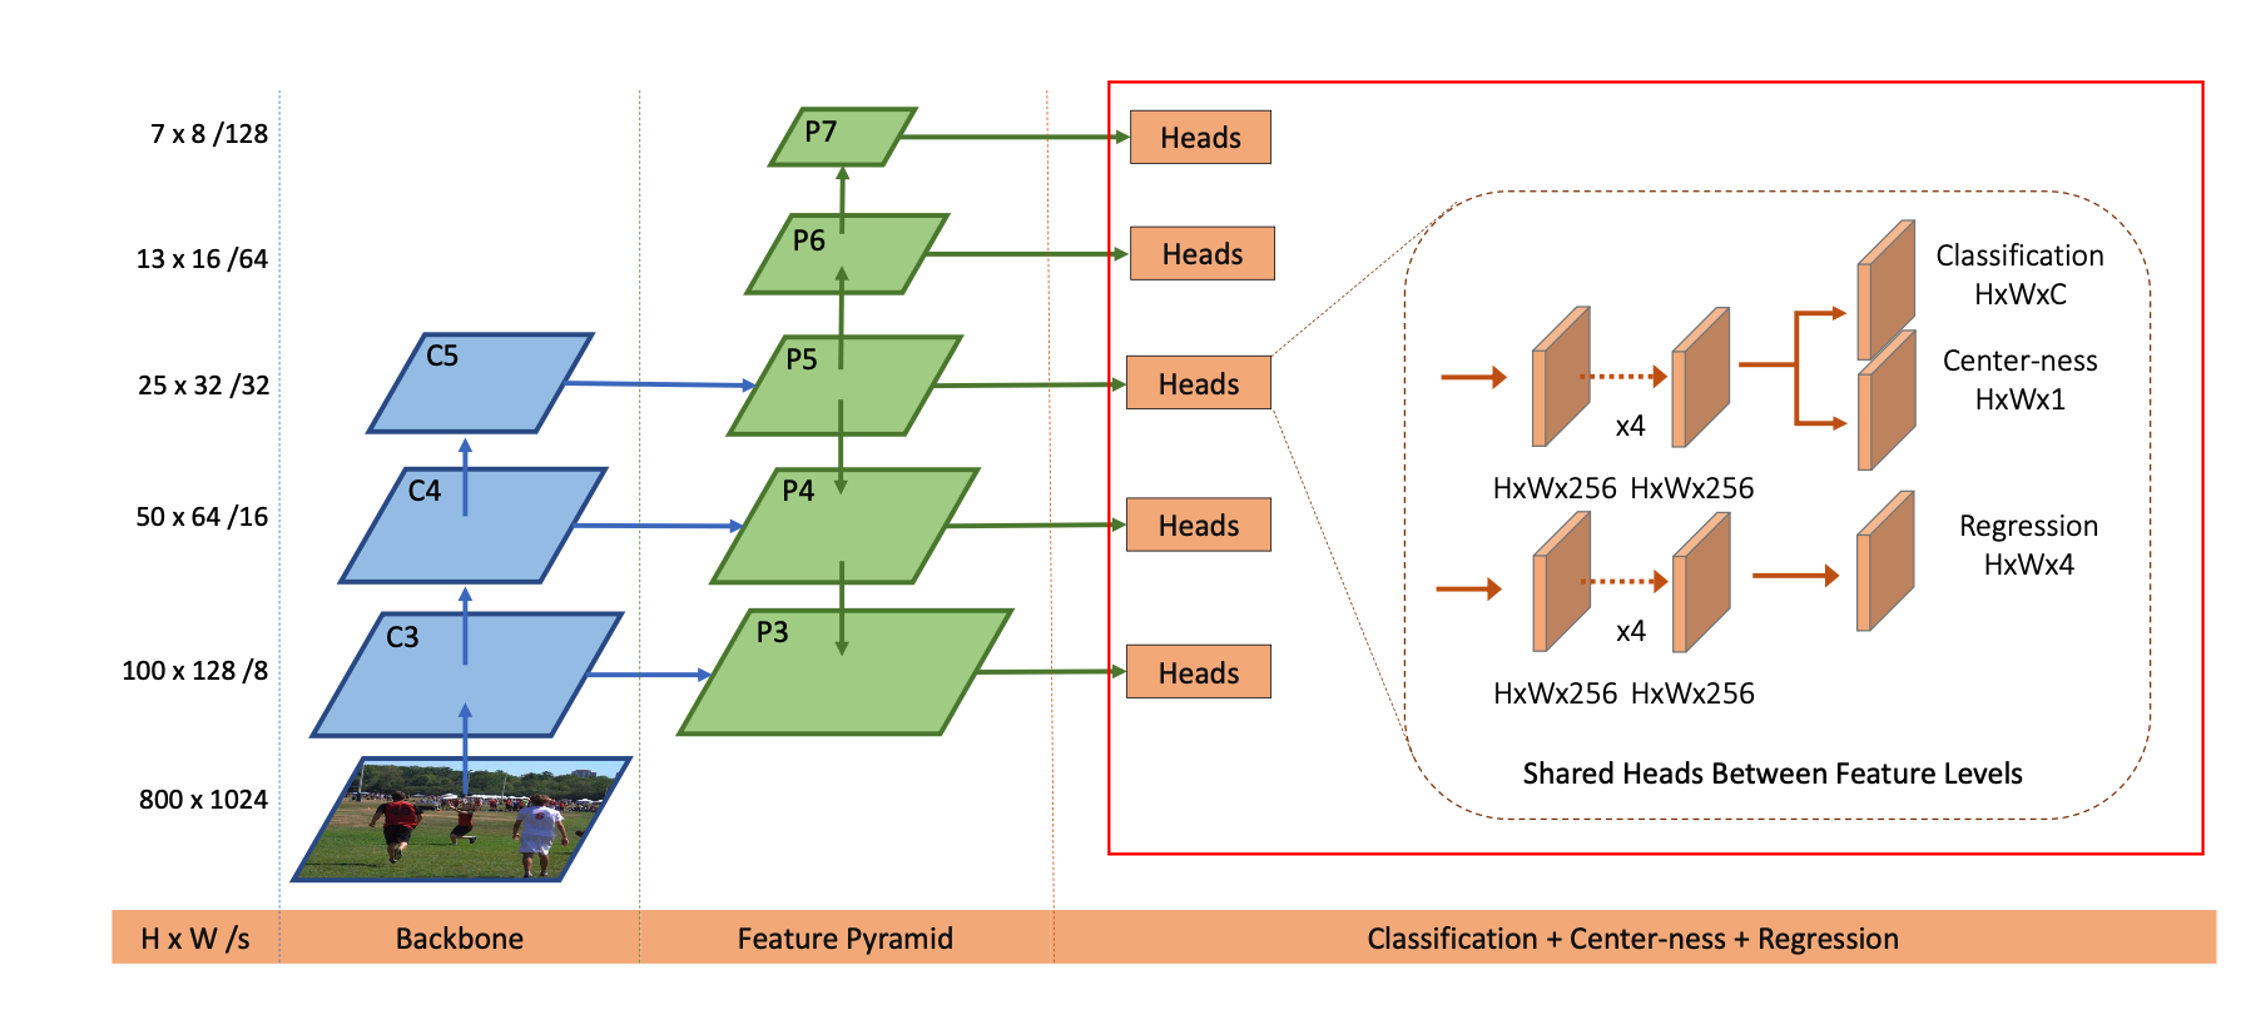 7 x 8 /128
13 x 16 /64
25 x 32 /32
50 x 64 /16
100 x 128 /8
800 x 1024
C5
C4
C3
P7
P6
P5
P4
P3
Heads
Heads
Heads
Heads
Heads
Classification
HxWxC
Center-ness
HxWx1
x4
HxWx256 HxWx256
Regression
HxWx4
x4
HxWx256 HxWx256
Shared Heads Between Feature Levels
H x W /s
Backbone
Feature Pyramid
Classification + Center-ness + Regression